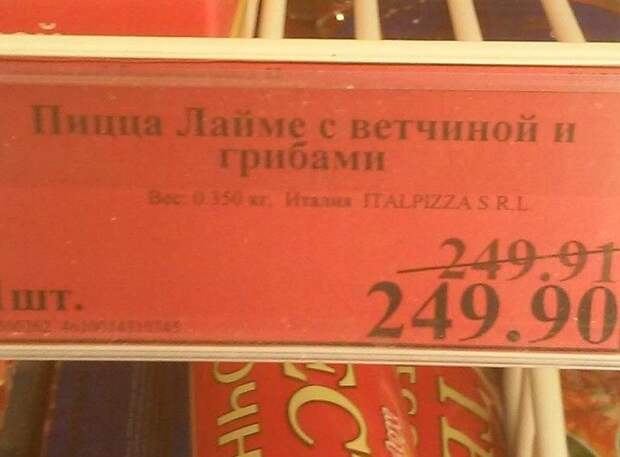 Пицца Лайме с ветчиной и
грибами
Вес: 0.350 кг, Италия ITALPIZZA S.R.L
249.91
1шт.
249.90